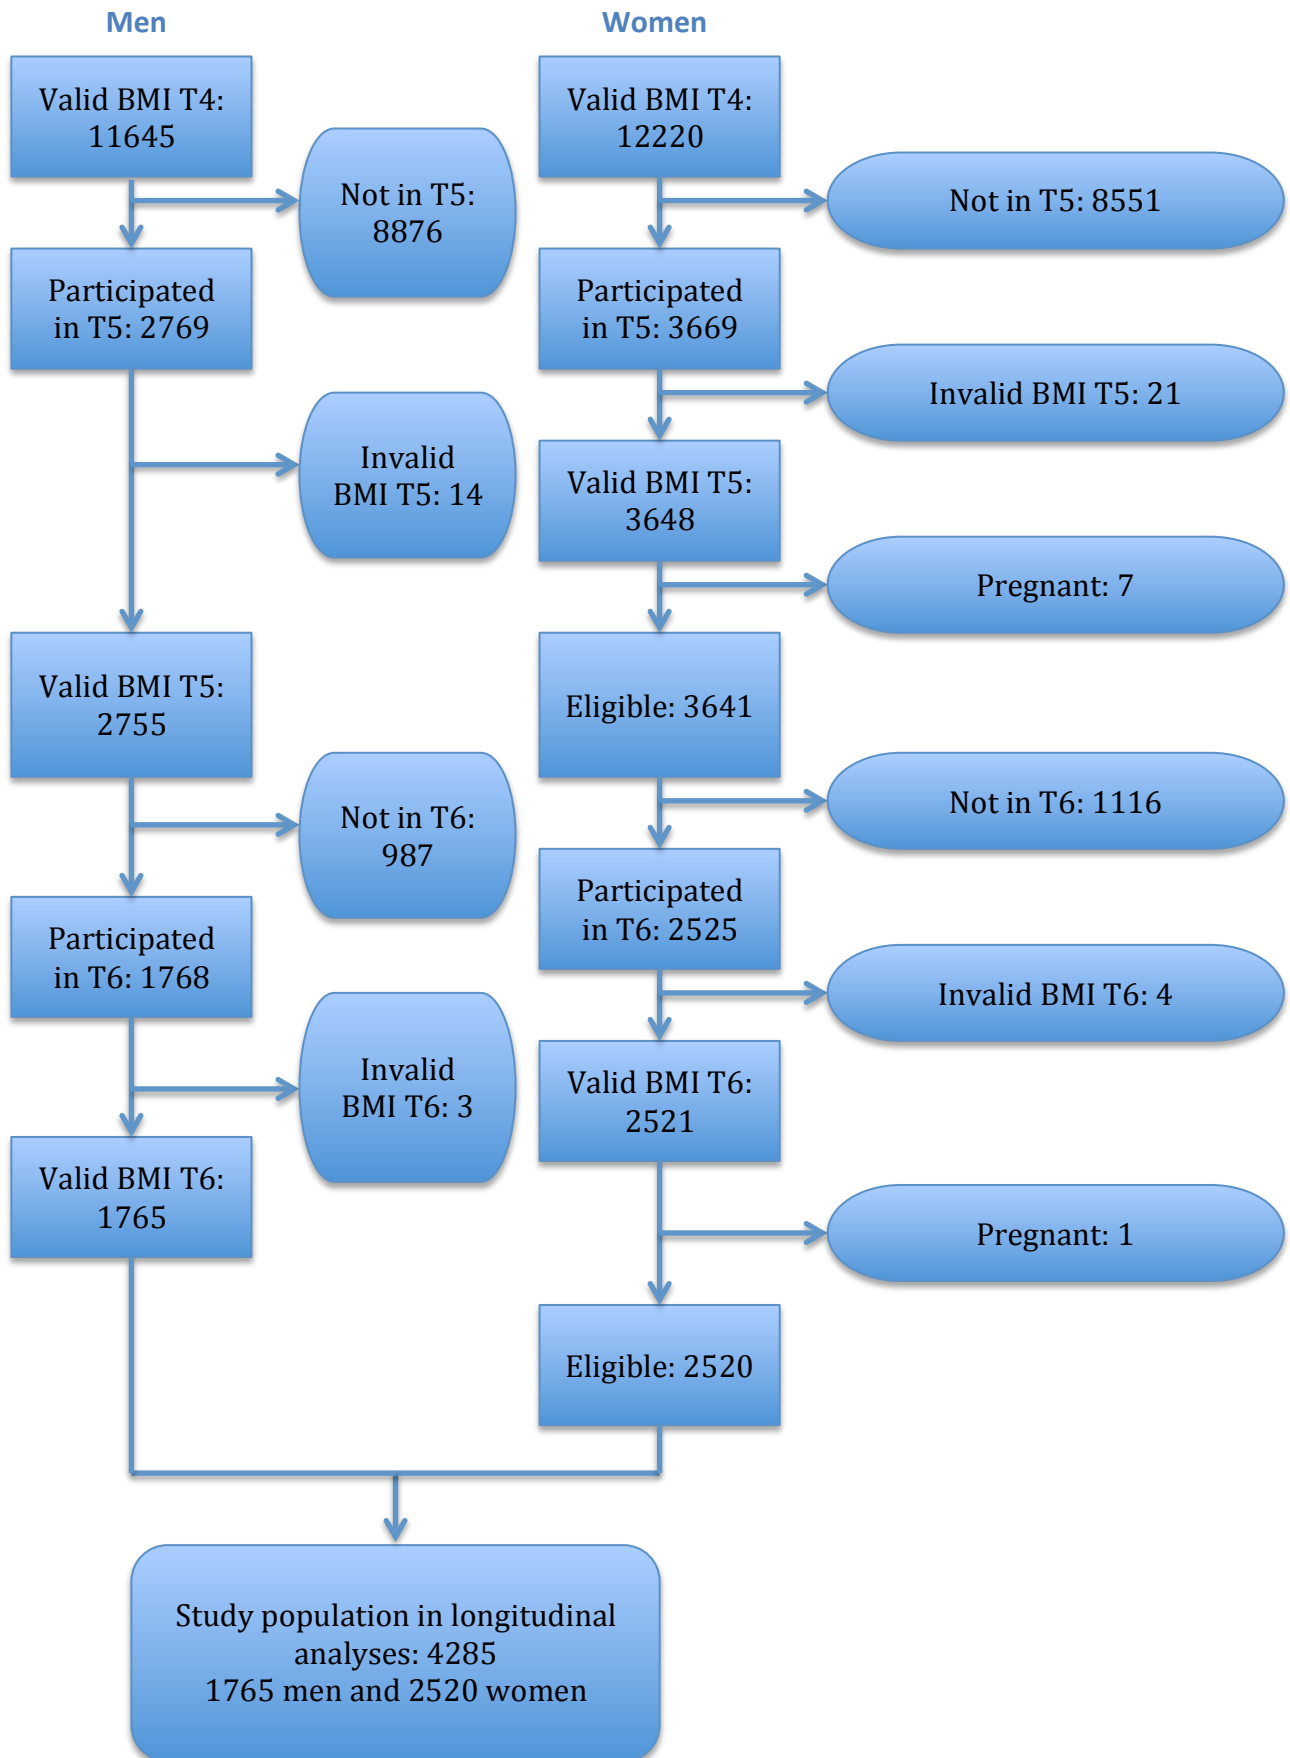 Men
Women
Valid BMI T4:
11645
Not in T5:
8876
Participated
in T5: 2769
Invalid
BMI T5: 14
Valid BMI T5:
2755
Not in T6:
987
Participated
in T6: 1768
Invalid
BMI T6: 3
Valid BMI T6:
1765
Valid BMI T4:
12220
Not in T5: 8551
Participated
in T5: 3669
Invalid BMI T5: 21
Valid BMI T5:
3648
Pregnant: 7
Eligible: 3641
Not in T6: 1116
Participated
in T6: 2525
Invalid BMI T6: 4
Valid BMI T6:
2521
Pregnant: 1
Eligible: 2520
Study population in longitudinal
analyses: 4285
1765 men and 2520 women